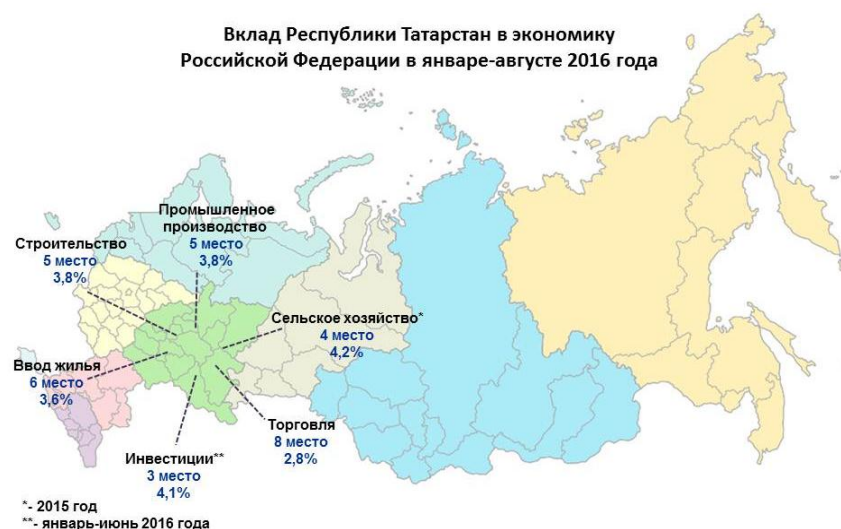 Вклад Республики Татарстан в экономику
Российской Федерации в январе-августе 2016 года
Промышленное
производство
5 место
3,8%
Строительство
5 место
3,8%
Сельское хозяйство*
4 место
4,2%
Ввод жилья
6 место
3,6%
Торговля
8 место
2,8%
Инвестиции**
3 место
4,1%
*- 2015 год
**- январь-июнь 2016 года